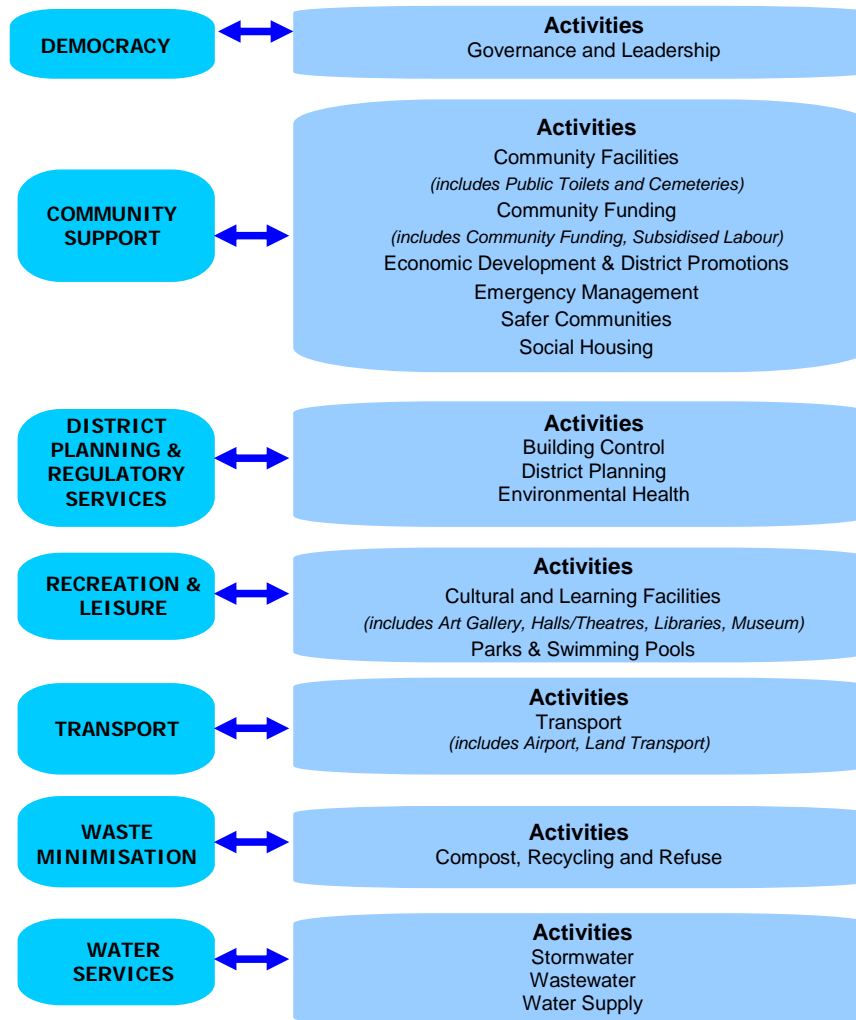 DEMOCRACY
Activities
Governance and Leadership
COMMUNITY
SUPPORT
Activities
Community Facilities
(includes Public Toilets and Cemeteries)
Community Funding
(includes Community Funding, Subsidised Labour)
Economic Development & District Promotions
Emergency Management
Safer Communities
Social Housing
DISTRICT
PLANNING &
REGULATORY
SERVICES
Activities
Building Control
District Planning
Environmental Health
RECREATION &
LEISURE
Activities
Cultural and Learning Facilities
(includes Art Gallery, Halls/Theatres, Libraries, Museum)
Parks & Swimming Pools
TRANSPORT
Activities
Transport
(includes Airport, Land Transport)
WASTE
MINIMISATION
Activities
Compost, Recycling and Refuse
WATER
SERVICES
Activities
Stormwater
Wastewater
Water Supply